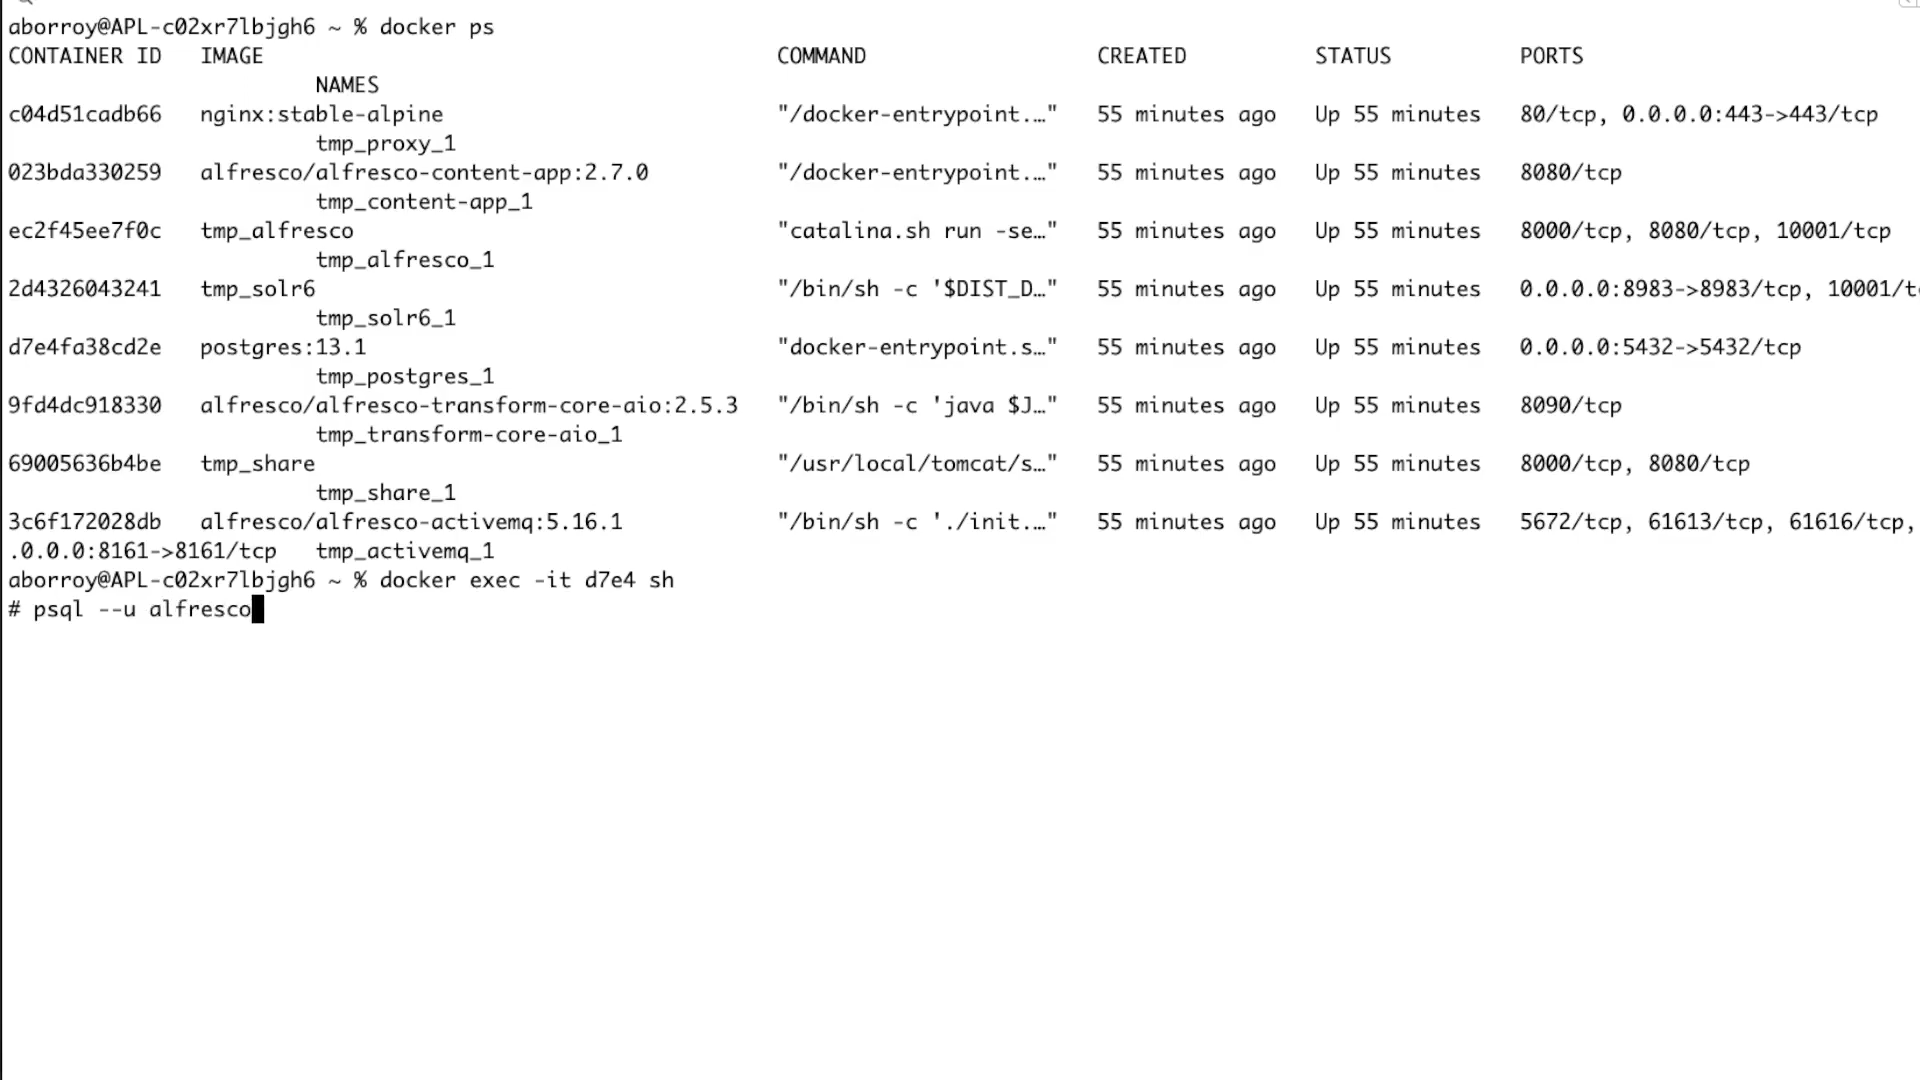 aborroy@APL-c02xr7lbjgh6 ~ % docker ps
CONTAINER ID   IMAGE   COMMAND   CREATED   STATUS   PORTS
NAMES
c04d51cadb66   nginx:stable-alpine   "/docker-entrypoint.…"   55 minutes ago   Up 55 minutes   80/tcp, 0.0.0.0:443->443/tcp
tmp_proxy_1
023bda330259   alfresco/alfresco-content-app:2.7.0   "/docker-entrypoint.…"   55 minutes ago   Up 55 minutes   8080/tcp
tmp_content-app_1
ec2f45ee7f0c   tmp_alfresco   "catalina.sh run -se…"   55 minutes ago   Up 55 minutes   8000/tcp, 8080/tcp, 10001/tcp
tmp_alfresco_1
2d4326043241   tmp_solr6   "/bin/sh -c '$DIST_D…"   55 minutes ago   Up 55 minutes   0.0.0.0:8983->8983/tcp, 10001/t
tmp_solr6_1
d7e4fa38cd2e   postgres:13.1   "docker-entrypoint.s…"   55 minutes ago   Up 55 minutes   0.0.0.0:5432->5432/tcp
tmp_postgres_1
9fd4dc918330   alfresco/alfresco-transform-core-aio:2.5.3   "/bin/sh -c 'java $J…"   55 minutes ago   Up 55 minutes   8090/tcp
tmp_transform-core-aio_1
69005636b4be   tmp_share   "/usr/local/tomcat/s…"   55 minutes ago   Up 55 minutes   8000/tcp, 8080/tcp
tmp_share_1
3c6f172028db   alfresco/alfresco-activemq:5.16.1   "/bin/sh -c './init.…"   55 minutes ago   Up 55 minutes   5672/tcp, 61613/tcp, 61616/tcp,
.0.0.0:8161->8161/tcp   tmp_activemq_1
aborroy@APL-c02xr7lbjgh6 ~ % docker exec -it d7e4 sh
# psql --u alfresco